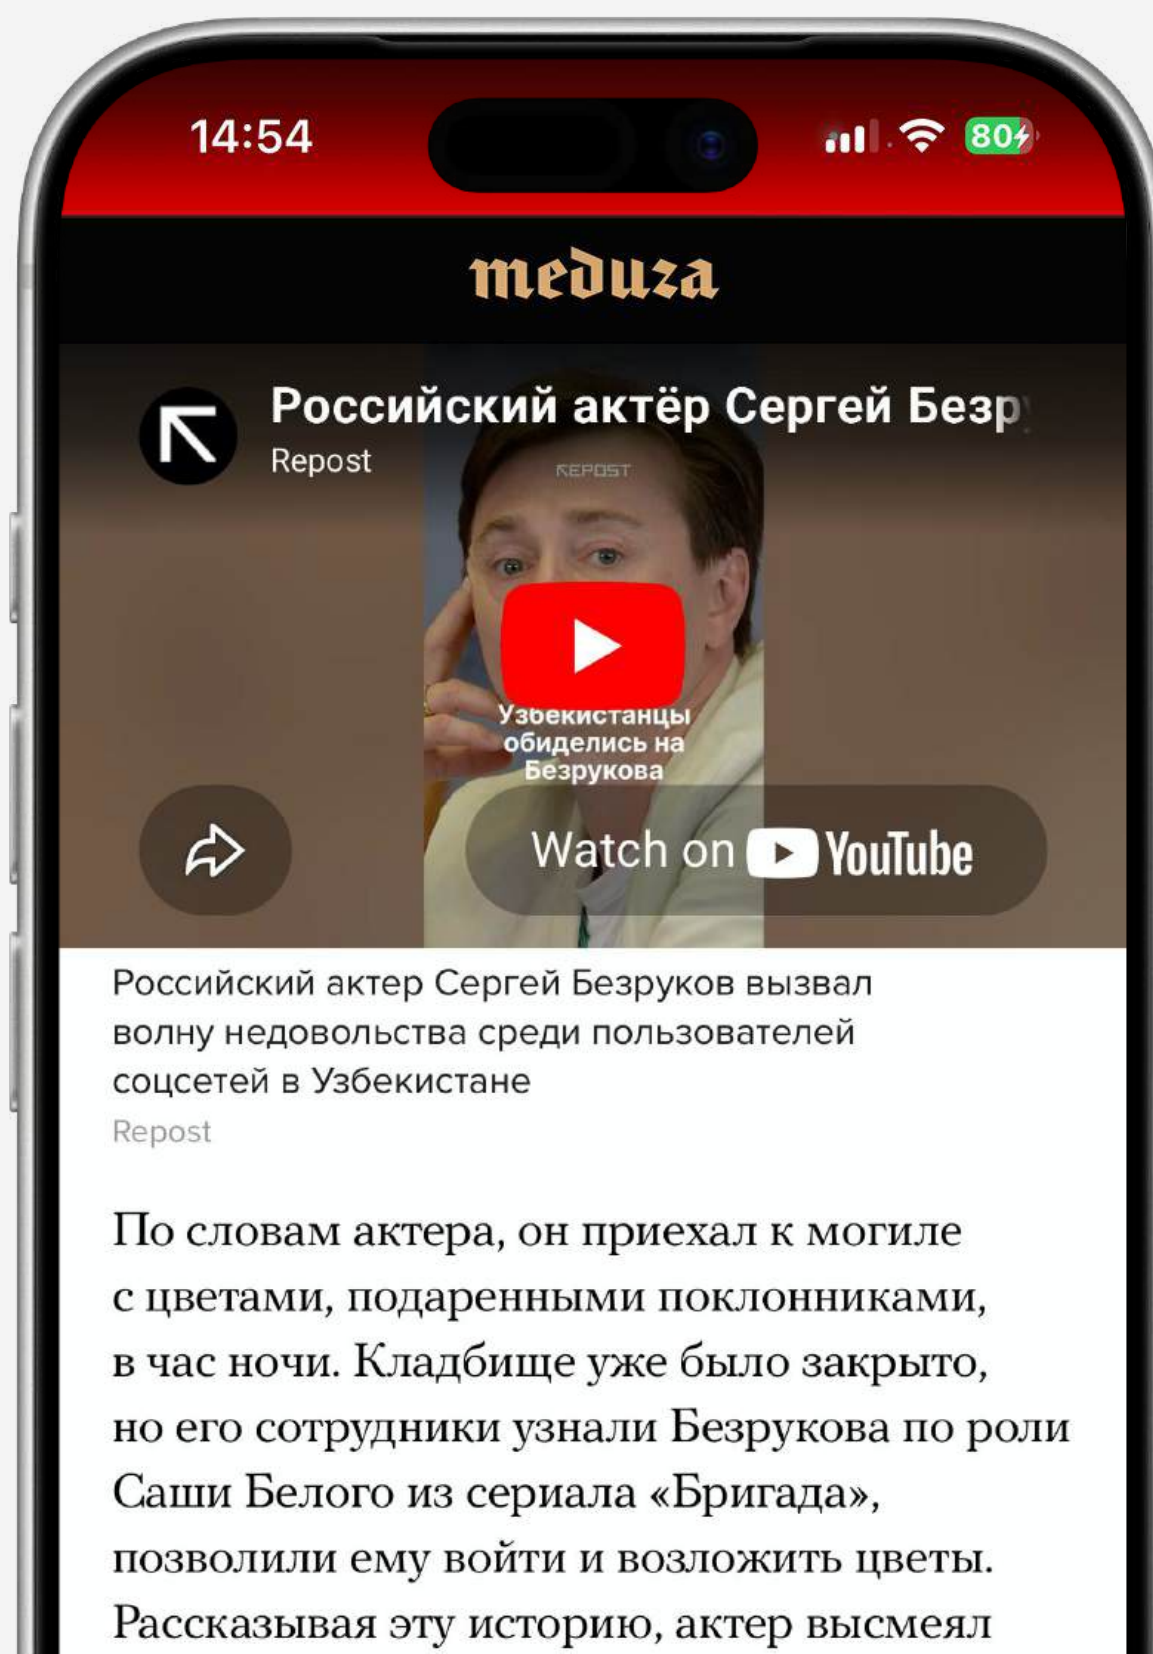 14:54
80
meduza
Российский актёр Сергей Безр
Repost
REPOST
Узбекистанцы
обиделись на
Безрукова
Watch on YouTube
Российский актер Сергей Безруков вызвал
волну недовольства среди пользователей
соцсетей в Узбекистане
Repost
По словам актера, он приехал к могиле
с цветами, подаренными поклонниками,
в час ночи. Кладбище уже было закрыто,
но его сотрудники узнали Безрукова по роли
Саши Белого из сериала «Бригада»,
позволили ему войти и возложить цветы.
Рассказывая эту историю, актер высмеял